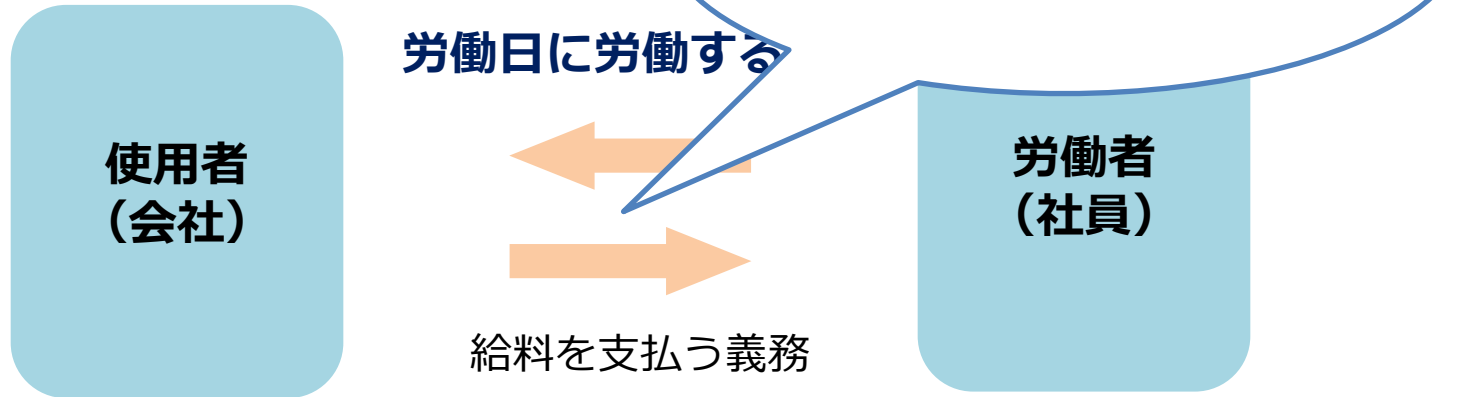 労働日に労働する
使用者
（会社）
労働者
（社員）
給料を支払う義務